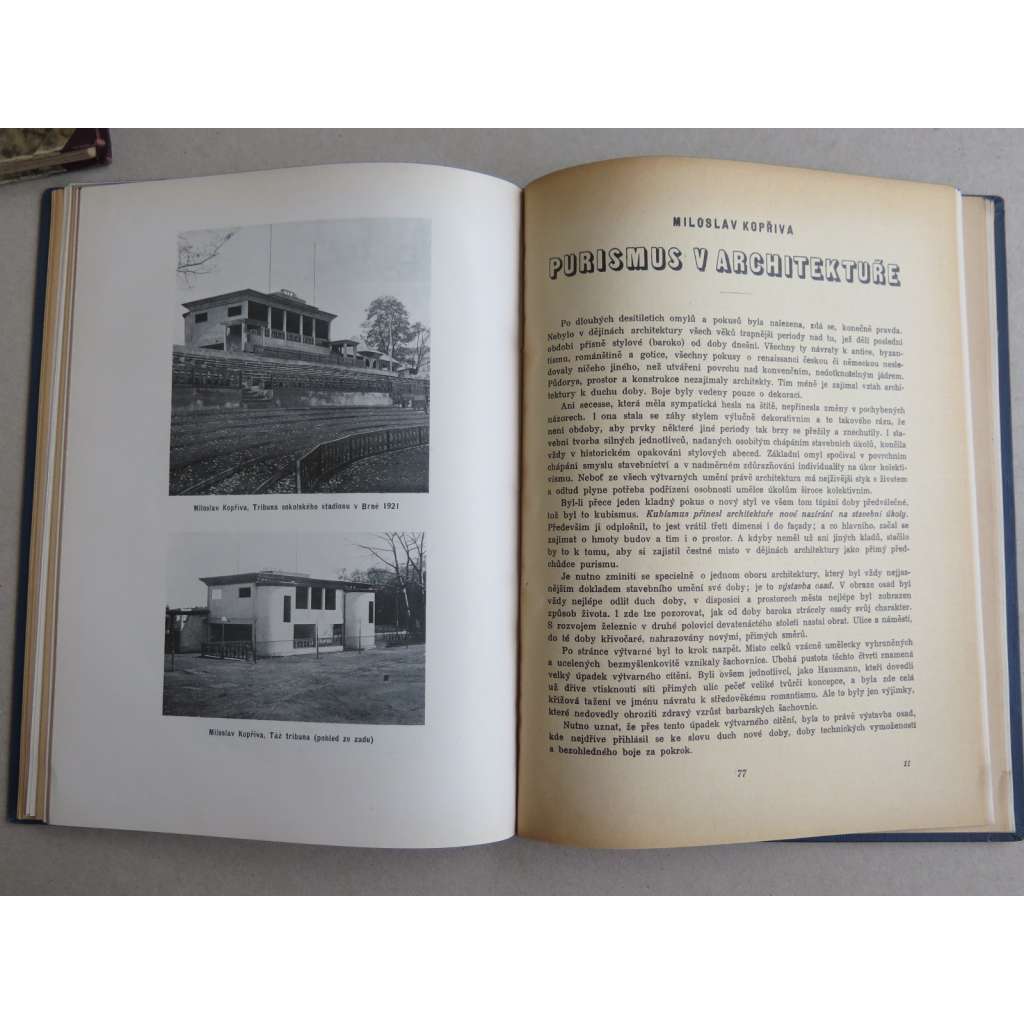 Miloslav Kopřiva, Tribuna sokolského stadionu v Brně 1921
Miloslav Kopřiva, Táž tribuna (pohled ze zadu)
MILOSLAV KOPŘIVA
PURISMUS V ARCHITEKTUŘE
Po dlouhých desítiletích omylů a pokusů byla nalezena, zdá se, konečně pravda.
Nebylo v dějinách architektury všech věků trapnější periody nad tu, jež dělí poslední
období přísně stylové (baroko) od doby dnešní. Všechny ty návraty k antice, byzan-
tismu, románštině a gotice, všechny pokusy o renaissanci českou či německou nesle-
dovaly ničeho jiného, než utváření povrchu nad konvenčním, nedotknutelným jádrem.
Půdorys, prostor a konstrukce nezajímaly architekty. Tím méně je zajímal vztah archi-
tektury k duchu doby. Boje byly vedeny pouze o dekoraci.
Ani secesse, která měla sympatická hesla na štítě, nepřinesla změny v pochybených
názorech. I ona stala se záhy stylem výlučně dekorativním a to takového rázu, že
není obavy, aby prvky některé jiné periody tak brzy se přežily a znechutily. I sta-
vební tvorba silných jednotlivců, nadaných osobitým chápáním stavebních úkolů, končila
vždy v historickém opakování stylových abeced. Základní omyl spočíval v povrchním
chápání smyslu stavebnictví a v nadměrném zdůrazňování individuality na úkor kolekti-
vismu. Neboť ze všech výtvarných umění právě architektura má nejživější styk s životem
a odtud plyne potřeba podřízení osobnosti umělce úkolům široce kolektivním.
Byl-li přece jeden kladný pokus o nový styl ve všem tom tápání doby předválečné,
tož byl to kubismus. Kubismus přinesl architektuře nové nazírání na stavební úkoly.
Především ji odplošnil, to jest vrátil třetí dimensi i do façady; a co hlavního, začal se
zajímat o hmoty budov a tím i o prostor. A kdyby neměl už ani jiných kladů, stačilo
by to k tomu, aby si zajistil čestné místo v dějinách architektury jako přímý před-
chůdce purismu.
Je nutno zmíniti se specielně o jednom oboru architektury, který byl vždy nejjas-
nějším dokladem stavebního umění své doby; je to výstavba osad. V obraze osad byl
vždy nejlépe odlit duch doby, v disposici a prostorech města nejlépe byl zobrazen
způsob života. I zde lze pozorovat, jak od doby baroka strácely osady svůj charakter.
S rozvojem železnic v druhé polovici devatenáctého století nastal obrat. Ulice a náměstí,
do té doby křivočaré, nahrazovány novými, přímých směrů.
Po stránce výtvarné byl to krok nazpět. Místo celků vzácně umělecky vyhraněných
a ucelených bezmyšlenkovitě vznikaly šachovnice. Ubohá pustota těchto čtvrtí znamená
velký úpadek výtvarného cítění. Byli ovšem jednotlivci, jako Hausmann, kteří dovedli
už dříve vtisknouti síti přímých ulic pečeť veliké tvůrčí koncepce, a byla zde celá
křížová tažení ve jménu návratu k středověkému romantismu. Ale to byly jen výjimky,
které nedovedly ohroziti zdravý vzrůst barbarských šachovnic.
Nutno uznat, že přes tento úpadek výtvarného cítění, byla to právě výstavba osad,
kde nejdříve přihlásil se ke slovu duch nové doby, doby technických vymožeností
a bezohledného boje za pokrok.
77
11